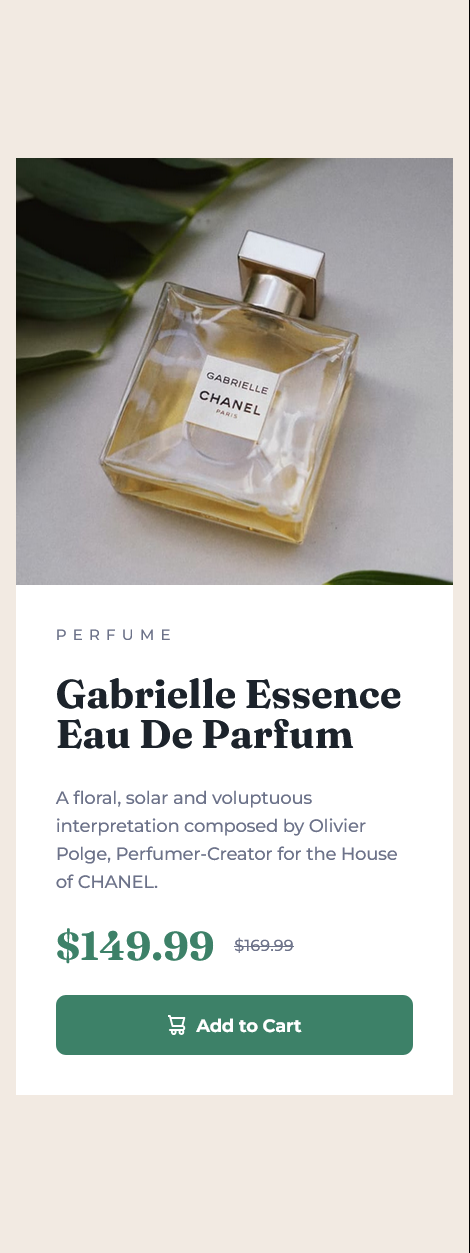 GABRIELLE
CHANEL
PARIS
PERFUME
Gabrielle Essence
Eau De Parfum
A floral, solar and voluptuous
interpretation composed by Olivier
Polge, Perfumer-Creator for the House
of CHANEL.
$149.99 $169.99
Add to Cart